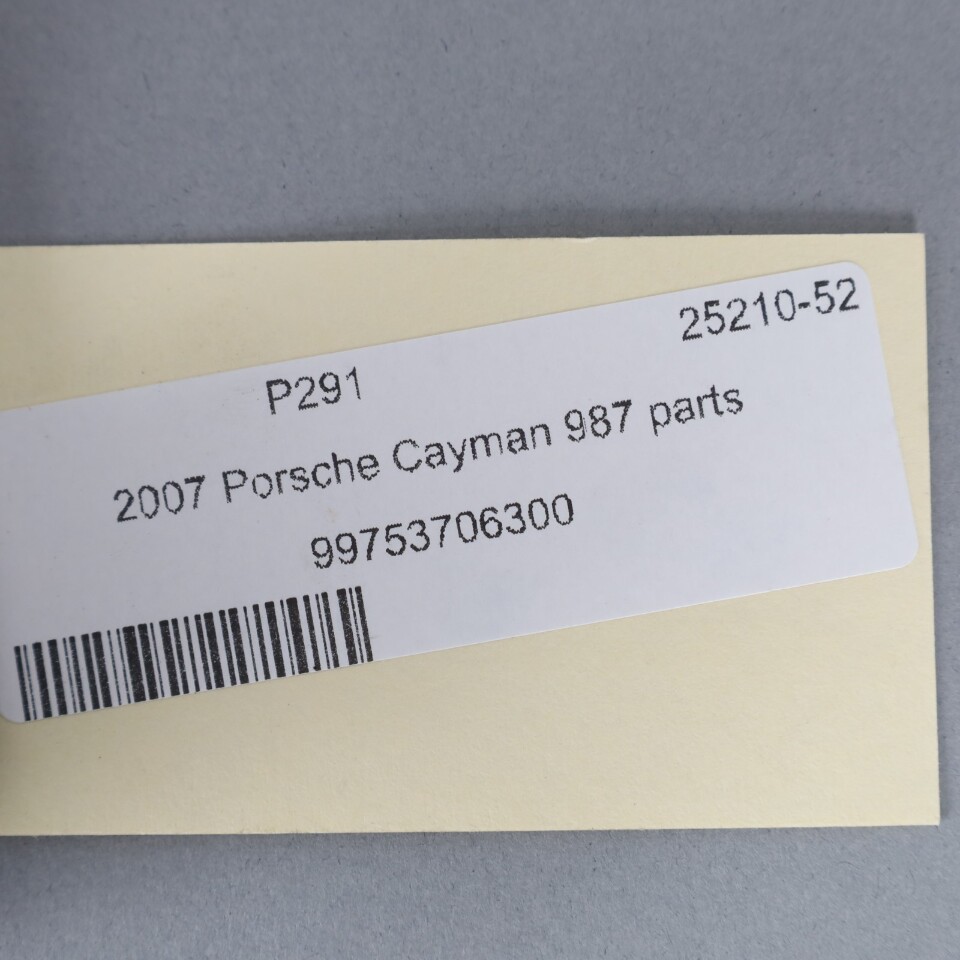 25210-52
P291
2007 Porsche Cayman 987 parts
99753706300